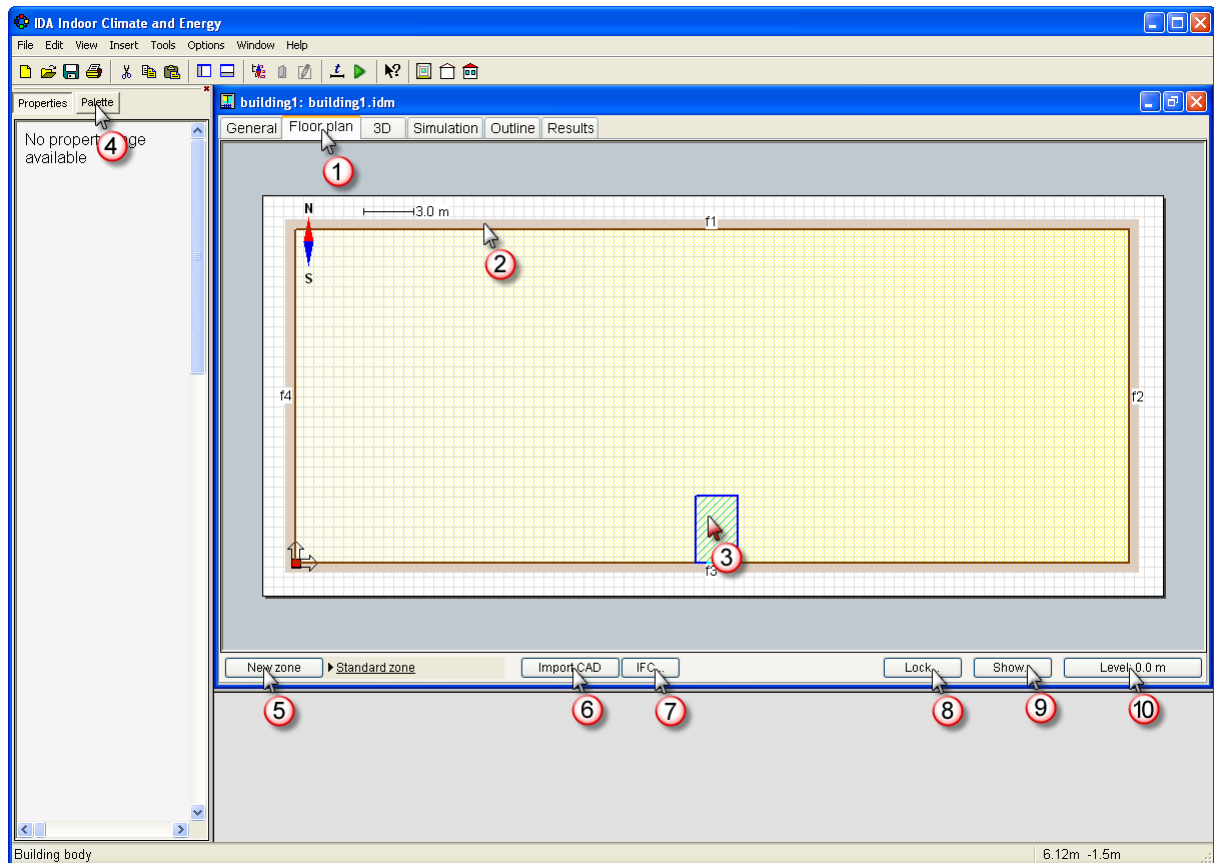 IDA Indoor Climate and Energy
File Edit View Insert Tools Options Window Help
Properties Palette
building1: building1.idm
4
No property
available
General Floor plan 3D Simulation Outline Results
1
N
3.0 m
f1
2
S
f4
f2
3
f3
New zone Standard zone Import CAD IFC... Lock... Show... Level: 0.0 m
5 6 7 8 9 10
Building body 6.12m -1.5m